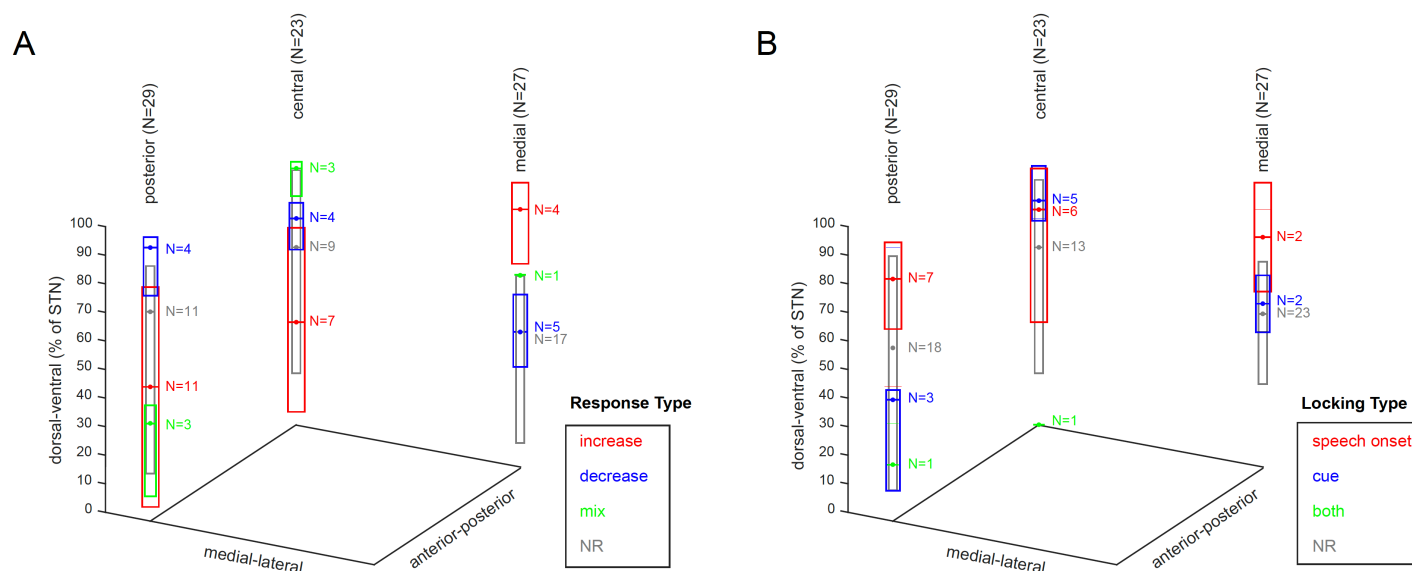 A
posterior (N=29)
central (N=23)
medial (N=27)
dorsal-ventral (% of STN)
100
90
80
70
60
50
40
30
20
10
0
N=4
N=11
N=11
N=3
N=3
N=4
N=9
N=7
N=4
N=1
N=5
N=17
medial-lateral
anterior-posterior
Response Type
increase
decrease
mix
NR
B
posterior (N=29)
central (N=23)
medial (N=27)
dorsal-ventral (% of STN)
100
90
80
70
60
50
40
30
20
10
0
N=7
N=18
N=3
N=1
N=5
N=6
N=13
N=1
N=2
N=2
N=23
medial-lateral
anterior-posterior
Locking Type
speech onset
cue
both
NR